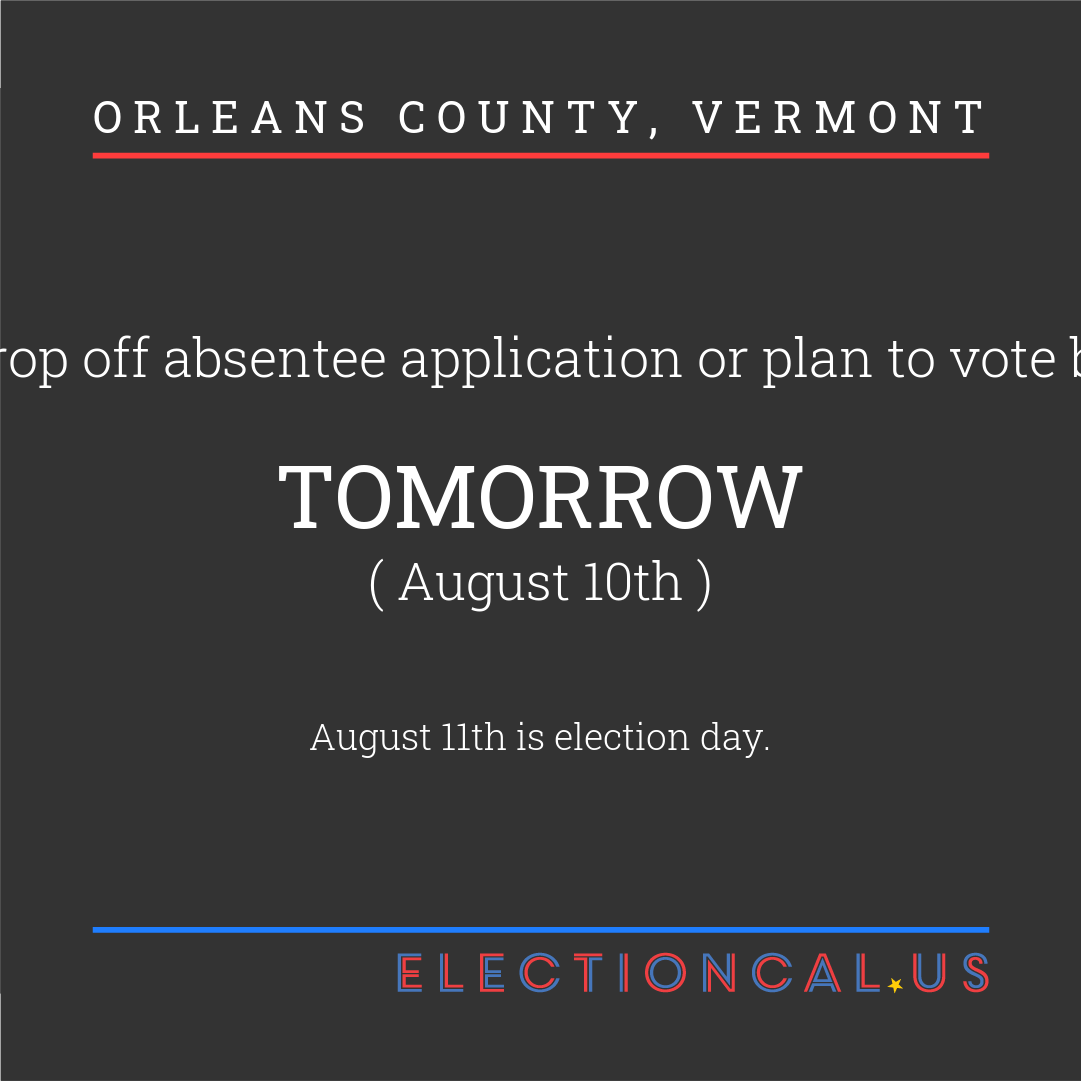 ORLEANS COUNTY, VERMONT
rop off absentee application or plan to vote b
TOMORROW
( August 10th )
August 11th is election day.
ELECTIONCAL.US